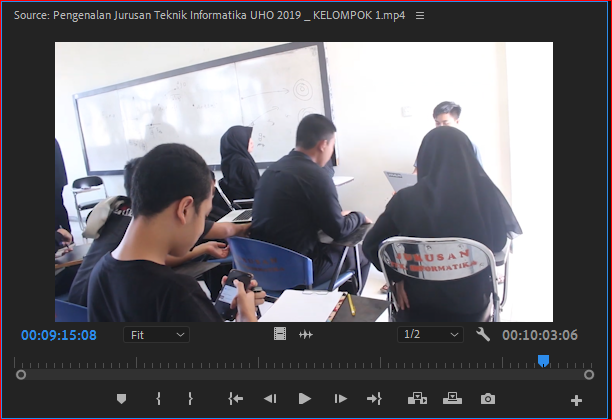 Source: Pengenalan Jurusan Teknik Informatika UHO 2019 _ KELOMPOK 1.mp4
JURUSAN
INFORMATIKA
00:09:15:08
Fit
1/2
00:10:03:06